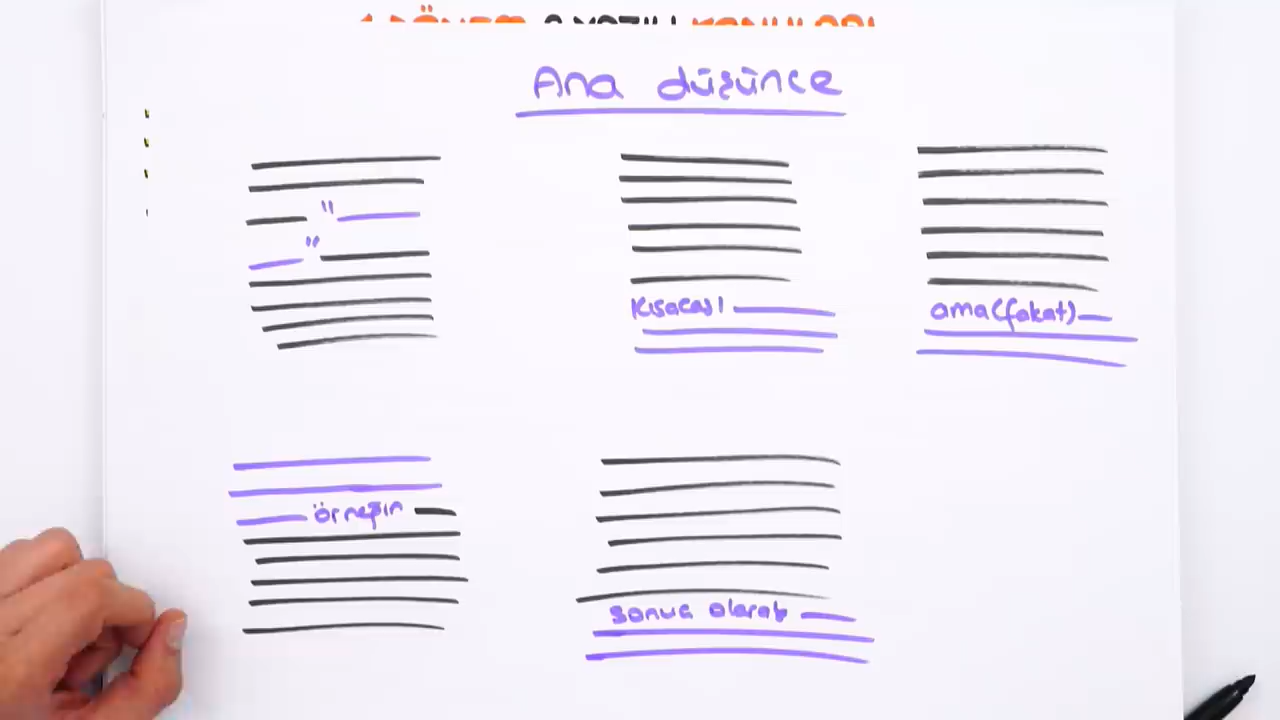 Ana düşünce
"
"
Kısacası
ama(fakat)
örneğin
sonuç olarak